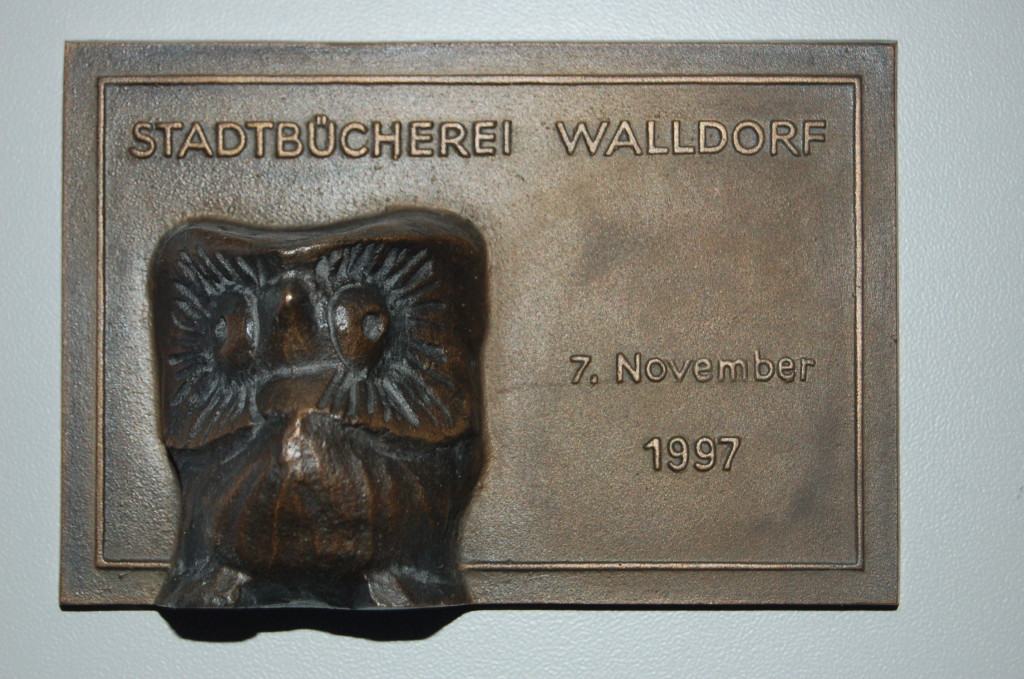 STADTBÜCHEREI WALLDORF
7. November
1997